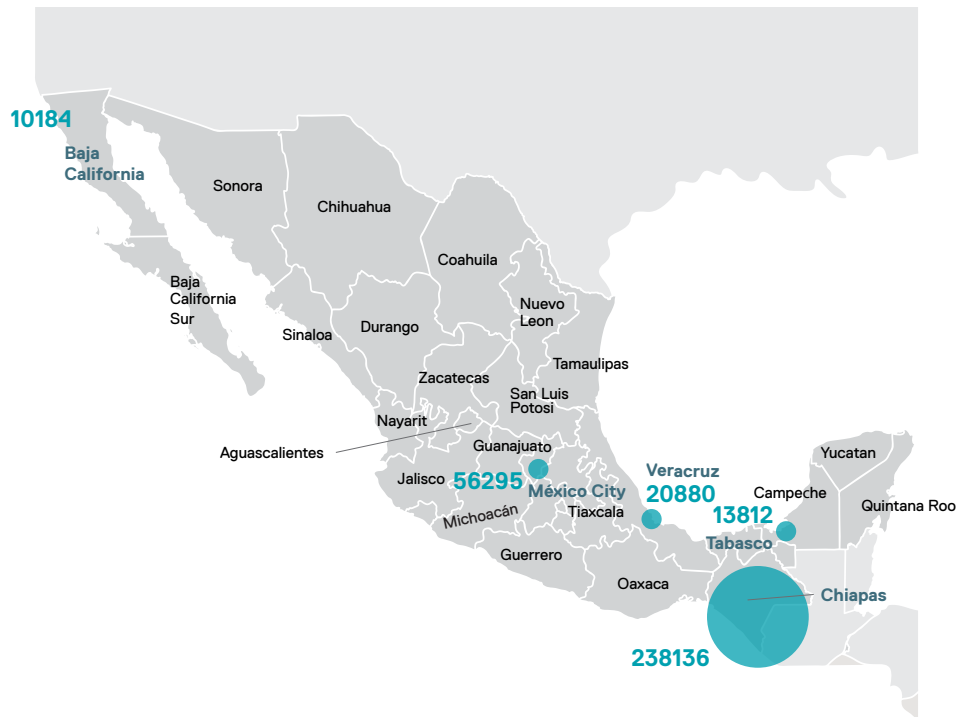 10184
Baja
California
Sonora
Chihuahua
Coahuila
Baja
California
Sur
Nuevo
Leon
Sinaloa
Durango
Tamaulipas
Zacatecas
San Luis
Potosi
Nayarit
Aguascalientes
Guanajuato
Yucatan
Jalisco
56295
México City
Veracruz
20880
Campeche
Quintana Roo
13812
Tabasco
Michoacán
Tiaxcala
Guerrero
Oaxaca
Chiapas
238136